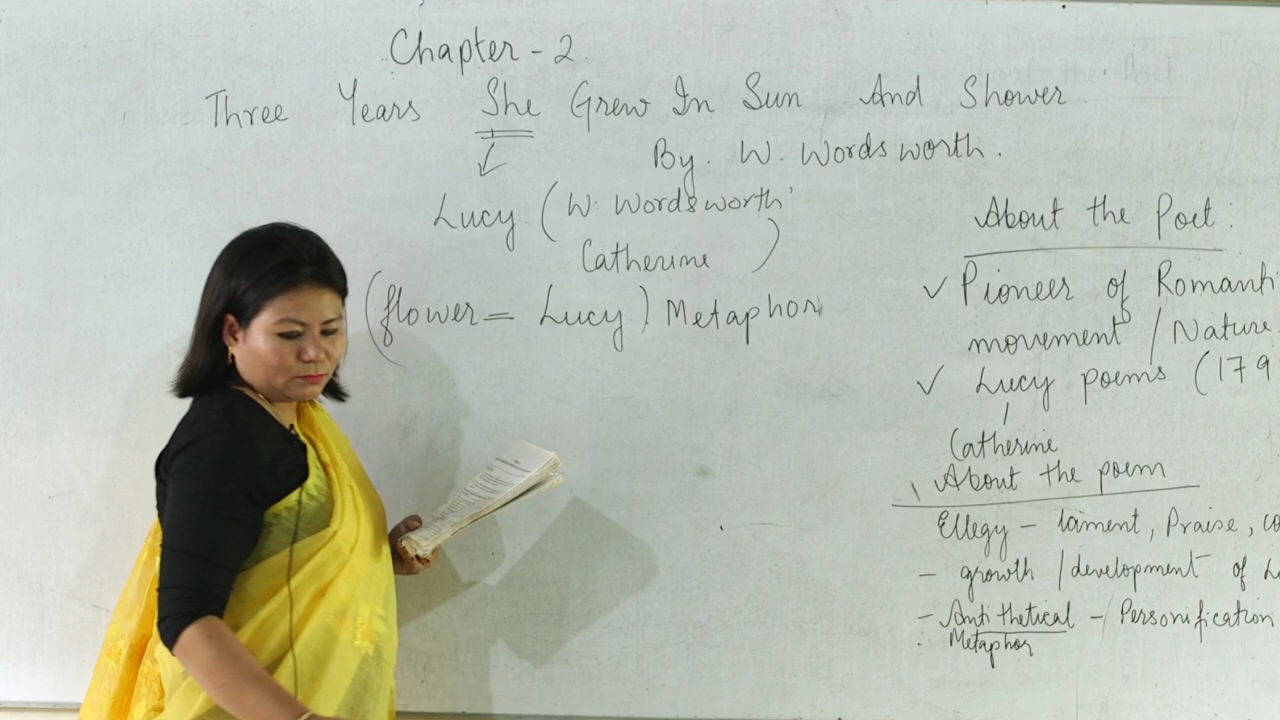 Chapter - 2
Three Years She Grew In Sun And Shower
By. W. Wordsworth.
Lucy (W. Wordsworth'
Catherine )
(flower = Lucy) Metaphor
About the Poet:
✓ Pioneer of Romanti
movement / Nature
✓ Lucy poems (179
Catherine
About the poem
Ellegy - lament, Praise, co
- growth / development of L
- Antithetical - Personification
: Metaphor